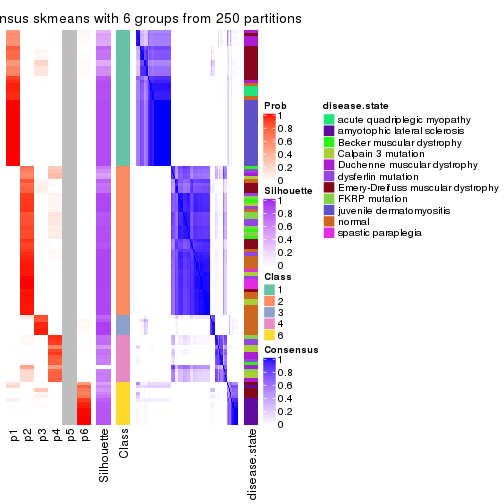 nsus skmeans with 6 groups from 250 partitions
Prob
1
0.8
0.6
0.4
0.2
0
Silhouette
1
0.8
0.6
0.4
0.2
0
Class
1
2
3
4
6
Consensus
1
0.8
0.6
0.4
0.2
0
disease.state
acute quadriplegic myopathy
amyotophic lateral sclerosis
Becker muscular dystrophy
Calpain 3 mutation
Duchenne muscular dystrophy
dysferlin mutation
Emery-Dreifuss muscular dystrophy
FKRP mutation
juvenile dermatomyositis
normal
spastic paraplegia
p1
p2
p3
p4
p5
p6
Silhouette
Class
disease.state